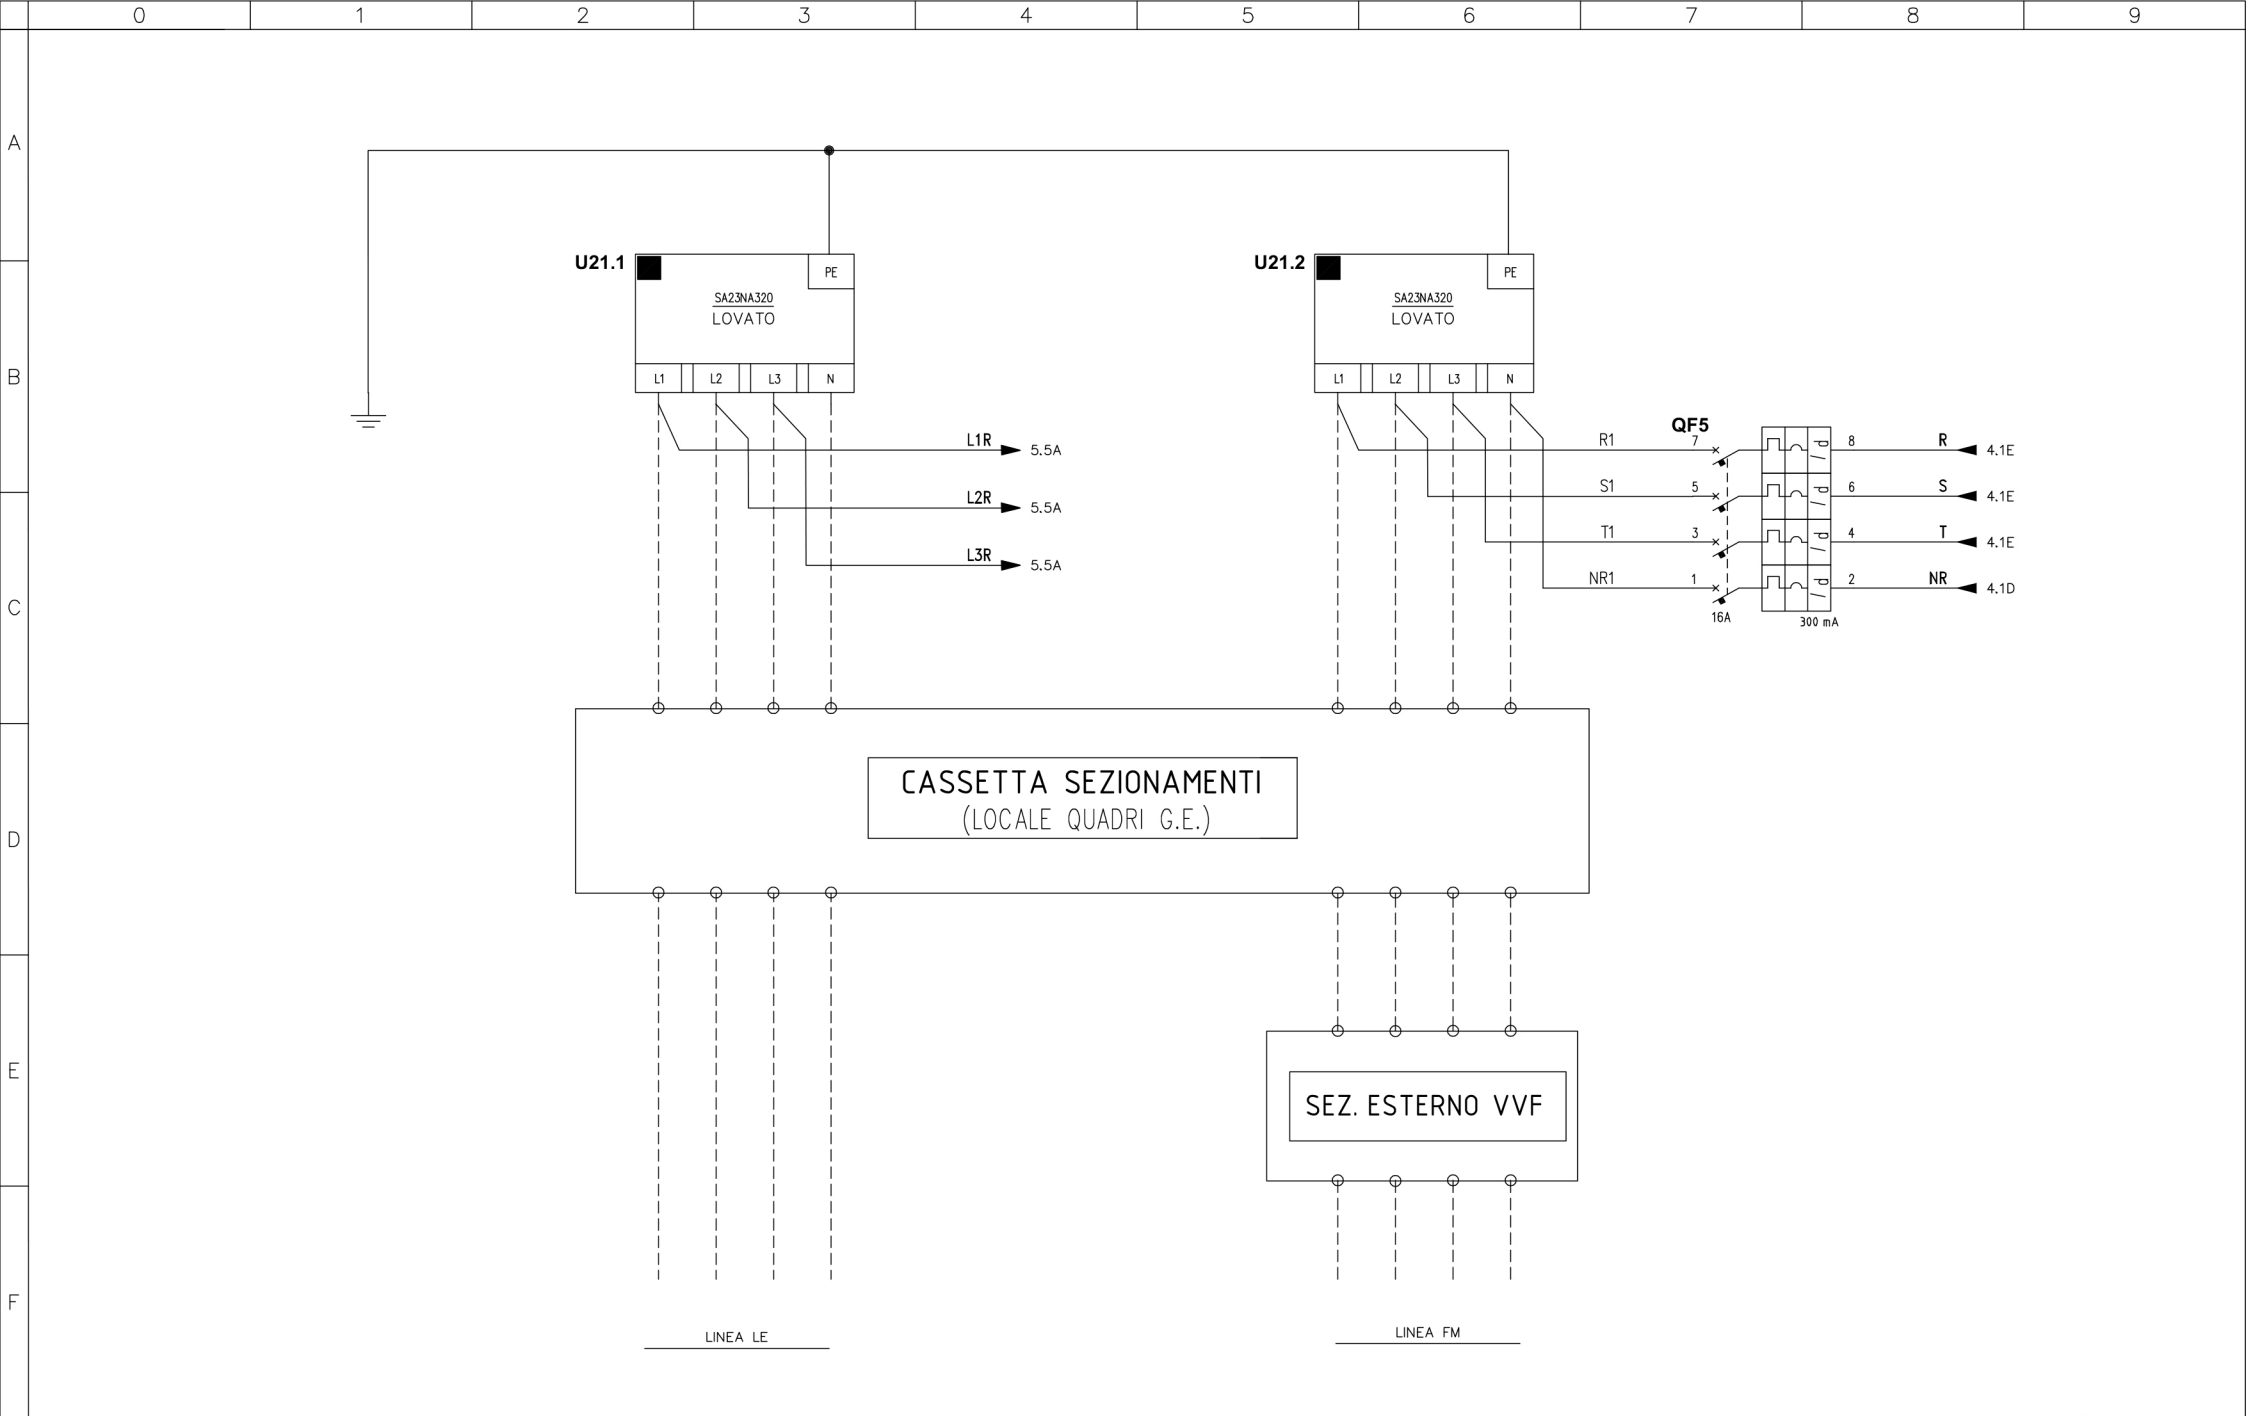 0 1 2 3 4 5 6 7 8 9
A
B
C
D
E
F
U21.1
PE
SA23NA320
LOVATO
L1 L2 L3 N
L1R 5.5A
L2R 5.5A
L3R 5.5A
U21.2
PE
SA23NA320
LOVATO
L1 L2 L3 N
QF5
R1 7 8 R 4.1E
S1 5 6 S 4.1E
T1 3 4 T 4.1E
NR1 1 2 NR 4.1D
16A
300 mA
I d
I d
I d
I d
CASSETTA SEZIONAMENTI
(LOCALE QUADRI G.E.)
SEZ. ESTERNO VVF
LINEA LE
LINEA FM